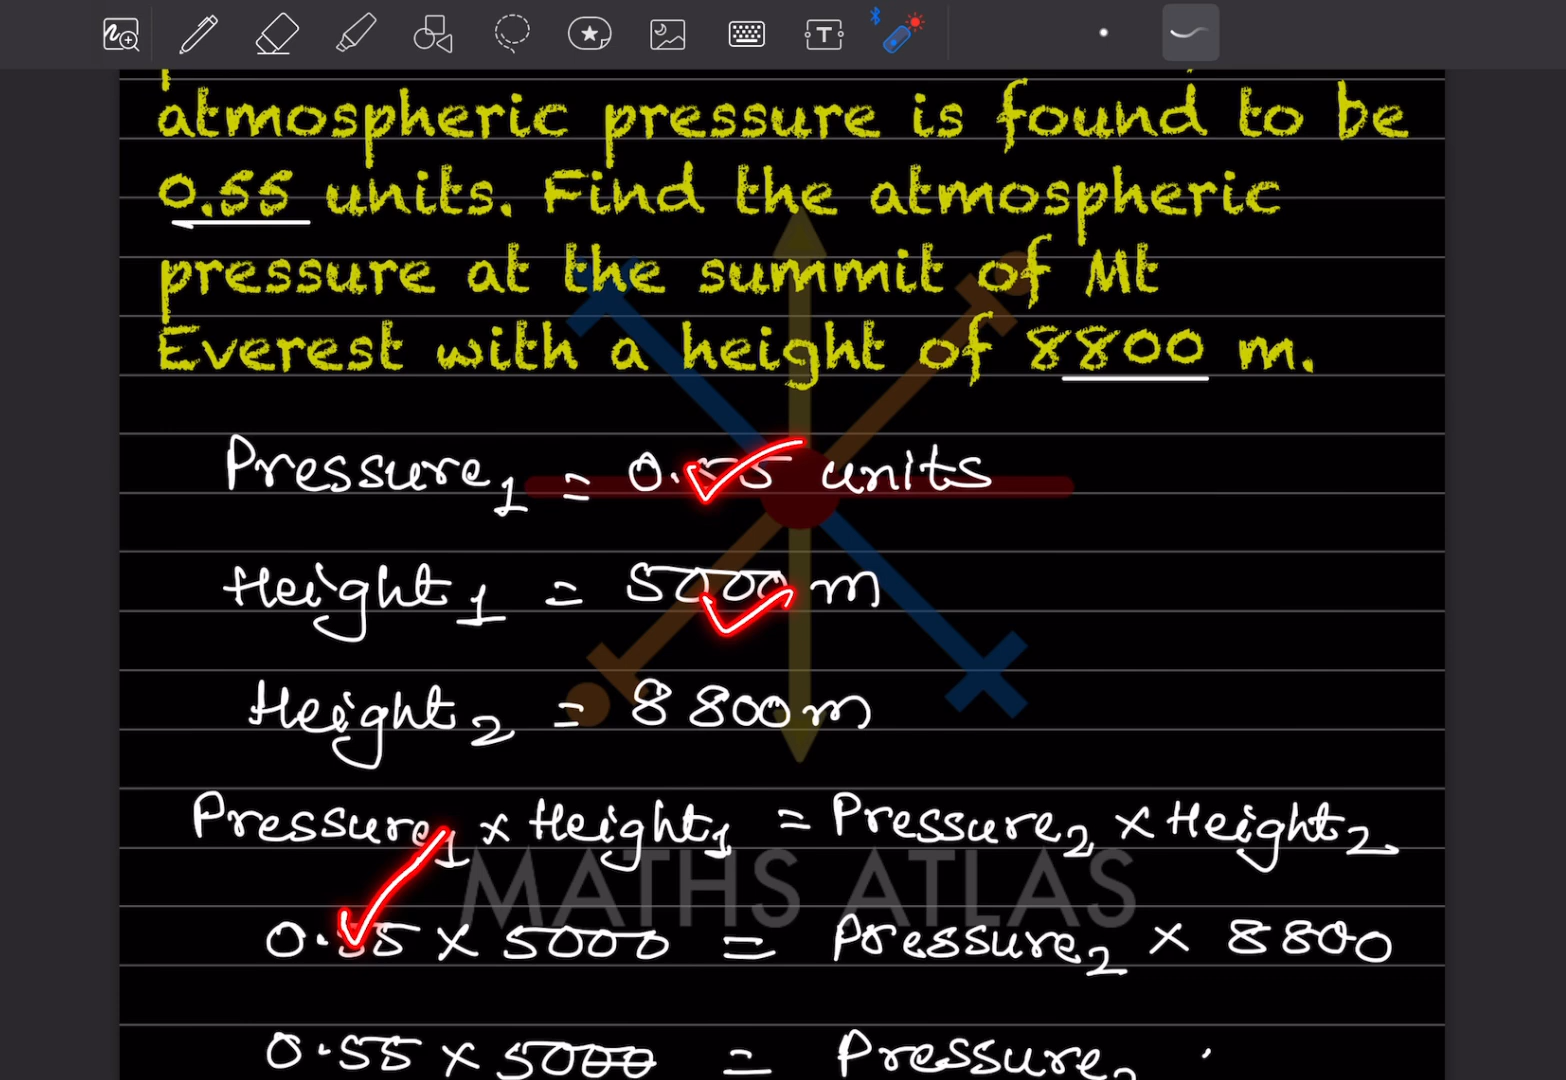 atmospheric pressure is found to be
0.55 units. Find the atmospheric
pressure at the summit of Mt
Everest with a height of 8800 m.
Pressure₁ = 0.55 units
Height₁ = 5000 m
Height₂ = 8800 m
Pressure₁ × Height₁ = Pressure₂ × Height₂
MATHS ATLAS
0.55 × 5000 = Pressure₂ × 8800
0.55 × 5000 = Pressure₂